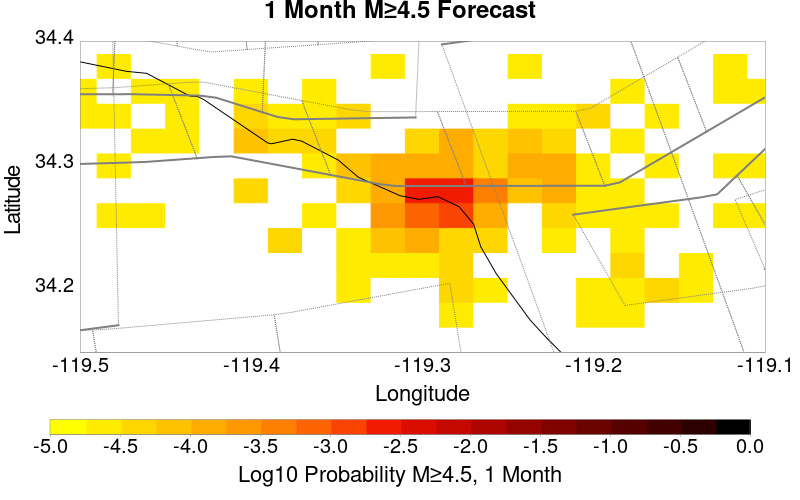 1 Month M≥4.5 Forecast
34.4
34.3
34.2
Latitude
-119.5 -119.4 -119.3 -119.2 -119.1
Longitude
-5.0 -4.5 -4.0 -3.5 -3.0 -2.5 -2.0 -1.5 -1.0 -0.5 0.0
Log10 Probability M≥4.5, 1 Month